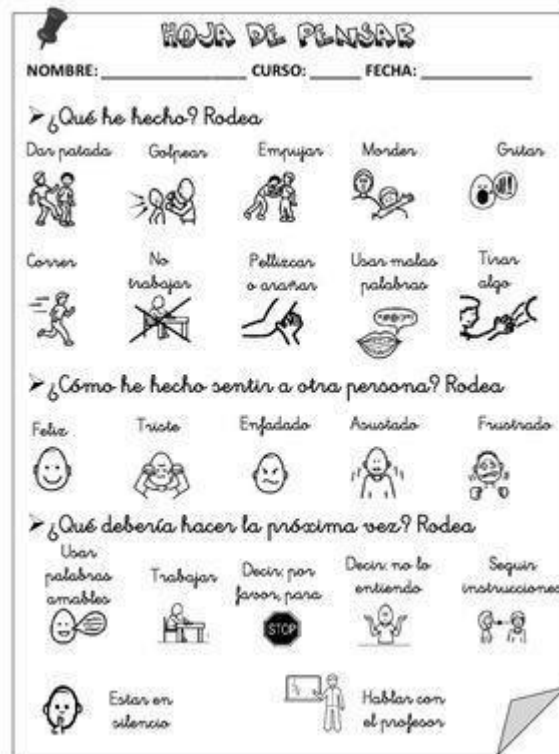 HOJA DE PENSAR
NOMBRE: ____________________ CURSO: _______ FECHA: _______________
➤¿Qué he hecho? Rodea
Dar patada Golpear Empujar Morder Gritar
Correr No trabajar Pellizcar o arañar Usar malas palabras Tirar algo
➤¿Cómo he hecho sentir a otra persona? Rodea
Feliz Triste Enfadado Asustado Frustrado
➤¿Qué debería hacer la próxima vez? Rodea
Usar palabras amables Trabajar Decir: por favor, para Decir: no lo entiendo Seguir instrucciones
STOP
Estar en silencio Hablar con el profesor